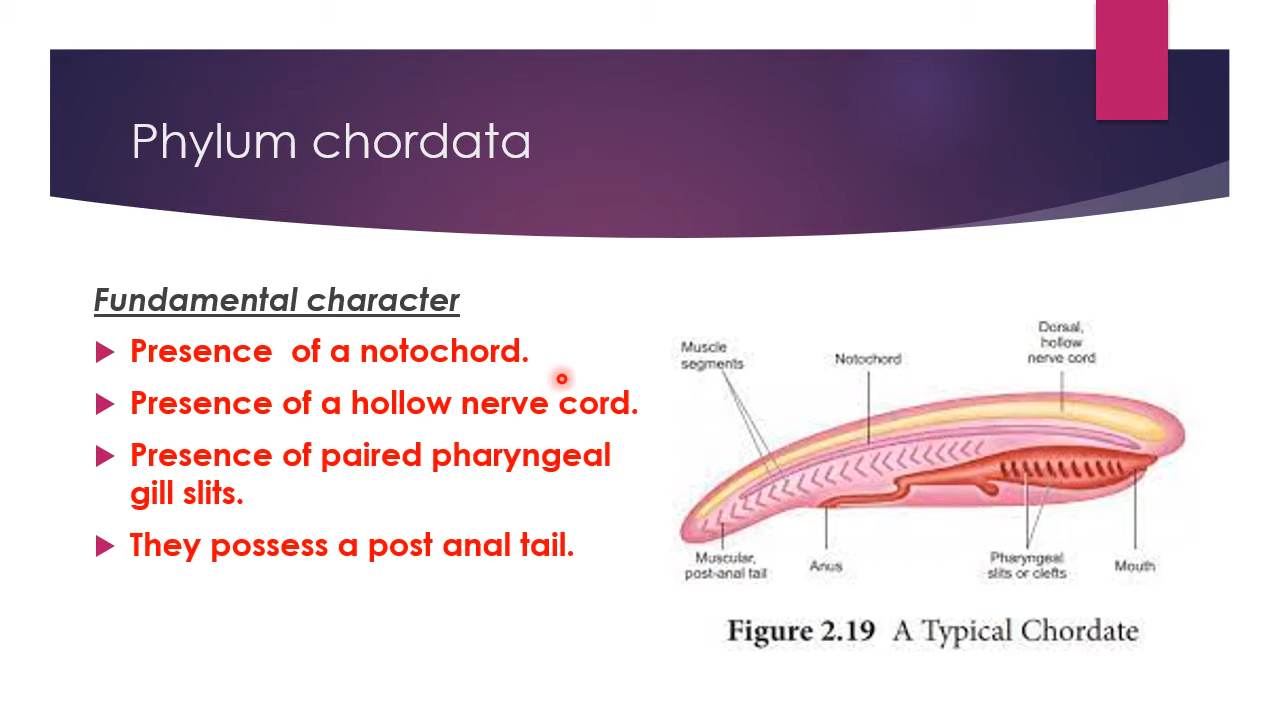 Phylum chordata
Fundamental character
Presence of a notochord.
Presence of a hollow nerve cord.
Presence of paired pharyngeal
gill slits.
They possess a post anal tail.
Dorsal,
hollow
nerve cord
Muscle
segments
Notochord
Muscular,
post-anal tail
Anus
Pharyngeal
slits or clefts
Mouth
Figure 2.19 A Typical Chordate